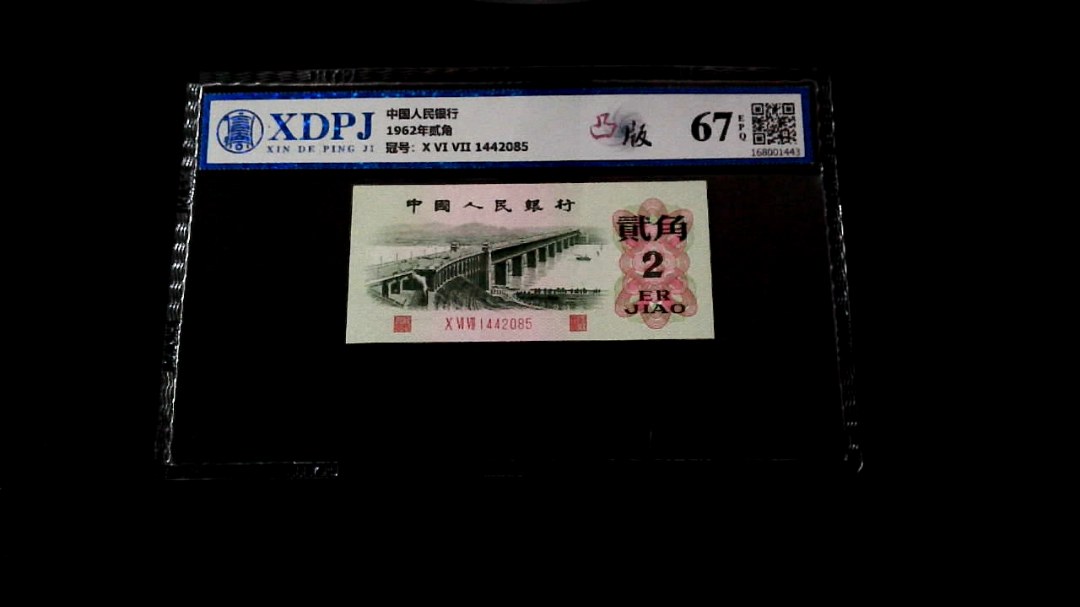 XDPJ
XIN DE PING JI
中国人民银行
1962年贰角
冠号: X VI VII 1442085
凸版
67
EPQ
168001443
中國人民銀行
貳角
2
ER
JIAO
X VI VII 1442085